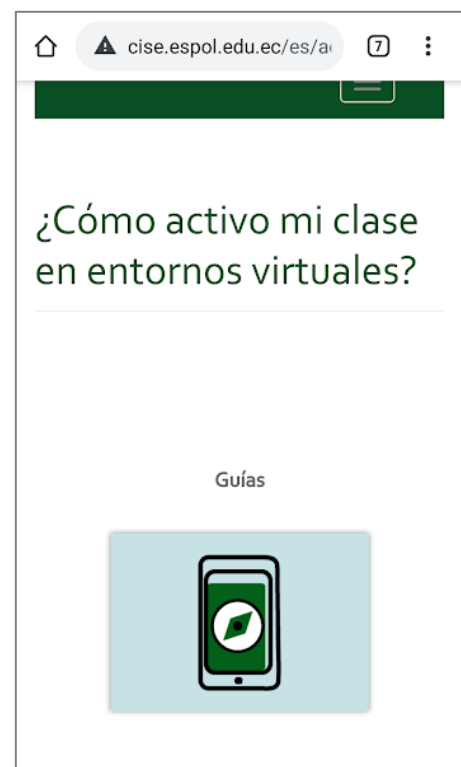 cise.espol.edu.ec/es/a
7
¿Cómo activo mi clase
en entornos virtuales?
Guías